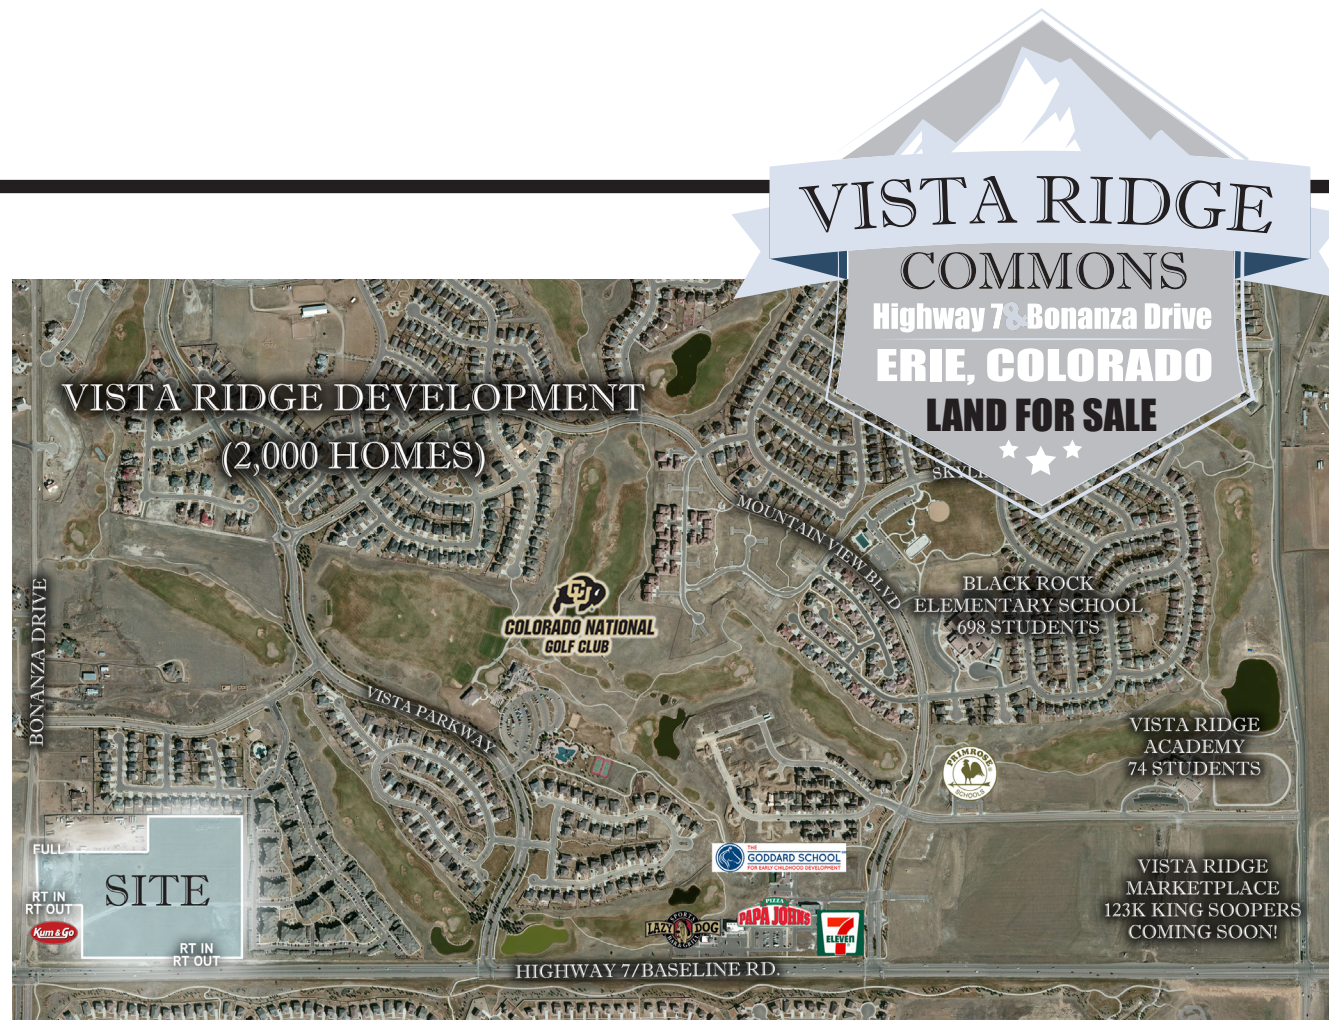 VISTA RIDGE
COMMONS
Highway 7 & Bonanza Drive
ERIE, COLORADO
LAND FOR SALE
VISTA RIDGE DEVELOPMENT
(2,000 HOMES)
MOUNTAIN VIEW BLVD
BLACK ROCK
ELEMENTARY SCHOOL
698 STUDENTS
COLORADO NATIONAL
GOLF CLUB
BONANZA DRIVE
VISTA PARKWAY
VISTA RIDGE
ACADEMY
74 STUDENTS
PRIMROSE
SCHOOLS
FULL
SITE
RT IN
RT OUT
Kum & Go
RT IN
RT OUT
THE
GODDARD SCHOOL
FOR EARLY CHILDHOOD DEVELOPMENT
LAZY DOG
SPORTS
BAR & GRILL
PIZZA
PAPA JOHNS
7
ELEVEN
VISTA RIDGE
MARKETPLACE
123K KING SOOPERS
COMING SOON!
HIGHWAY 7/BASELINE RD.